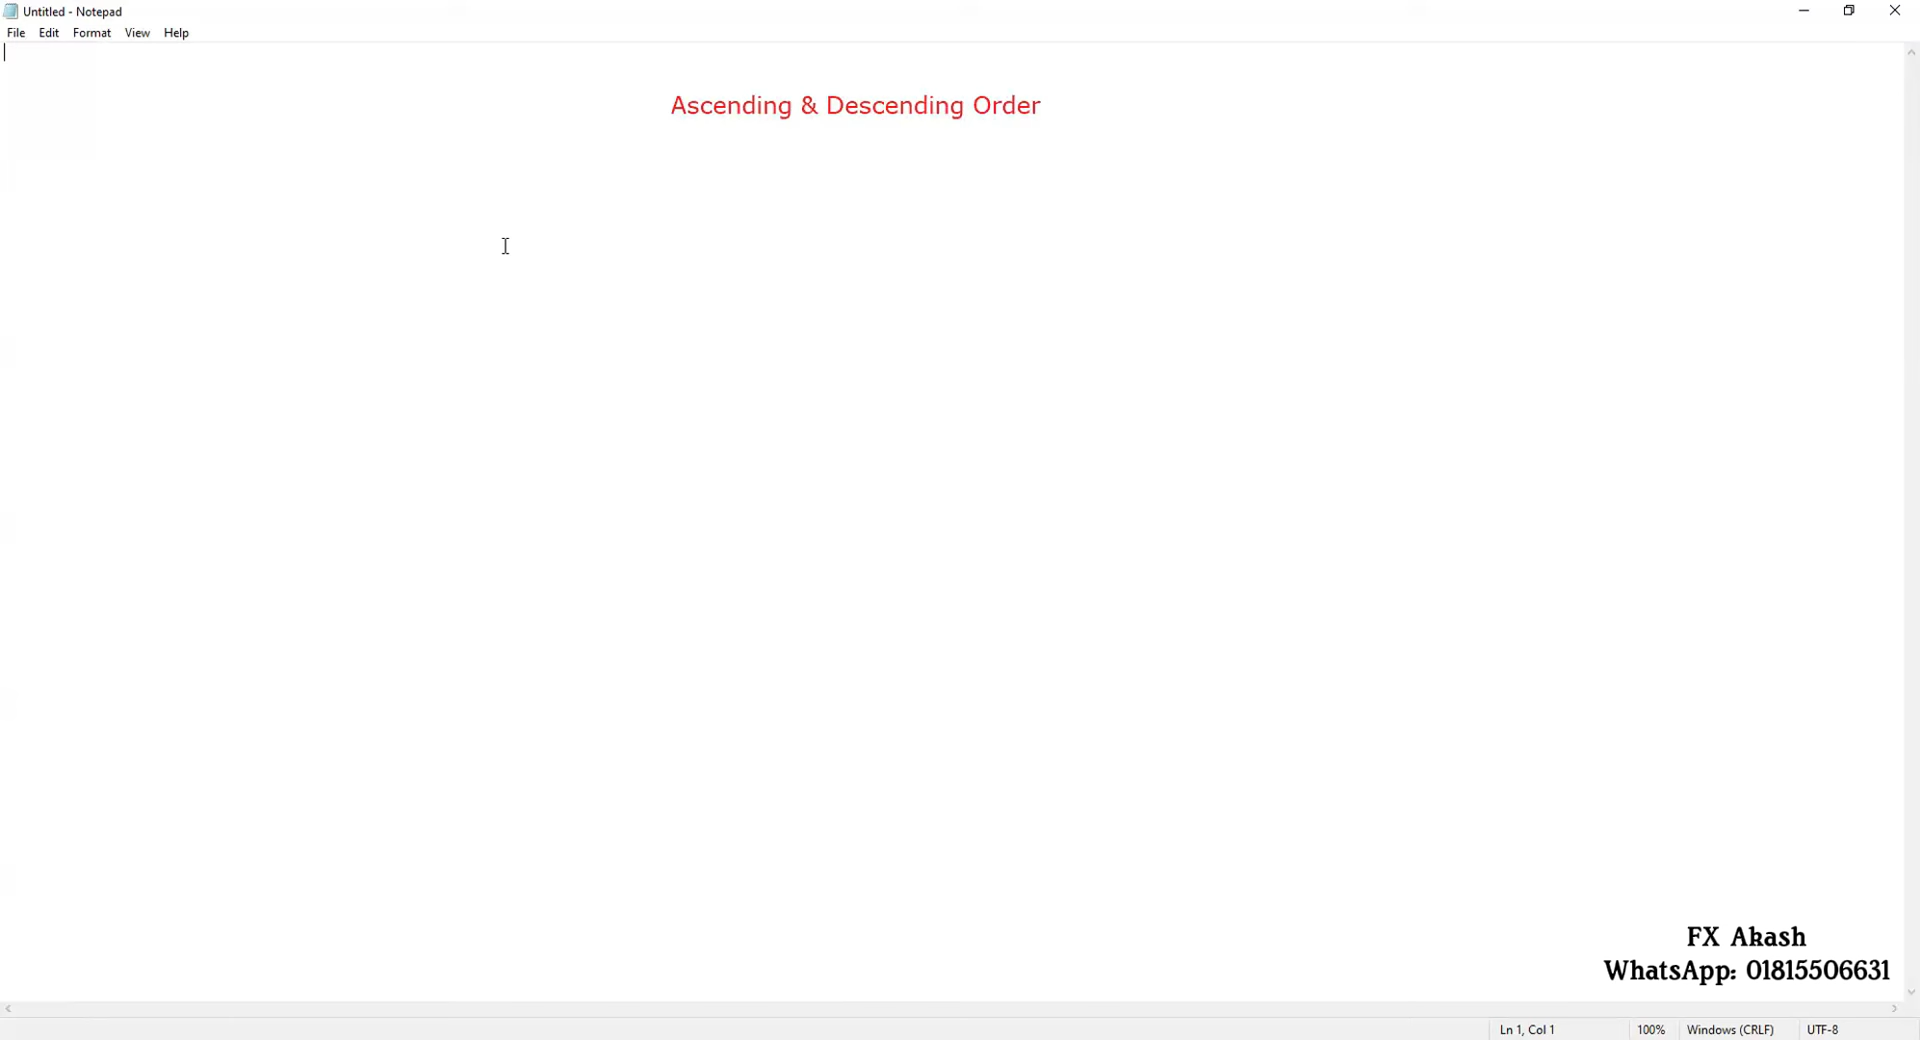 Untitled - Notepad
File Edit Format View Help
Ascending & Descending Order
FX Akash
WhatsApp: 01815506631
Ln 1, Col 1 100% Windows (CRLF) UTF-8